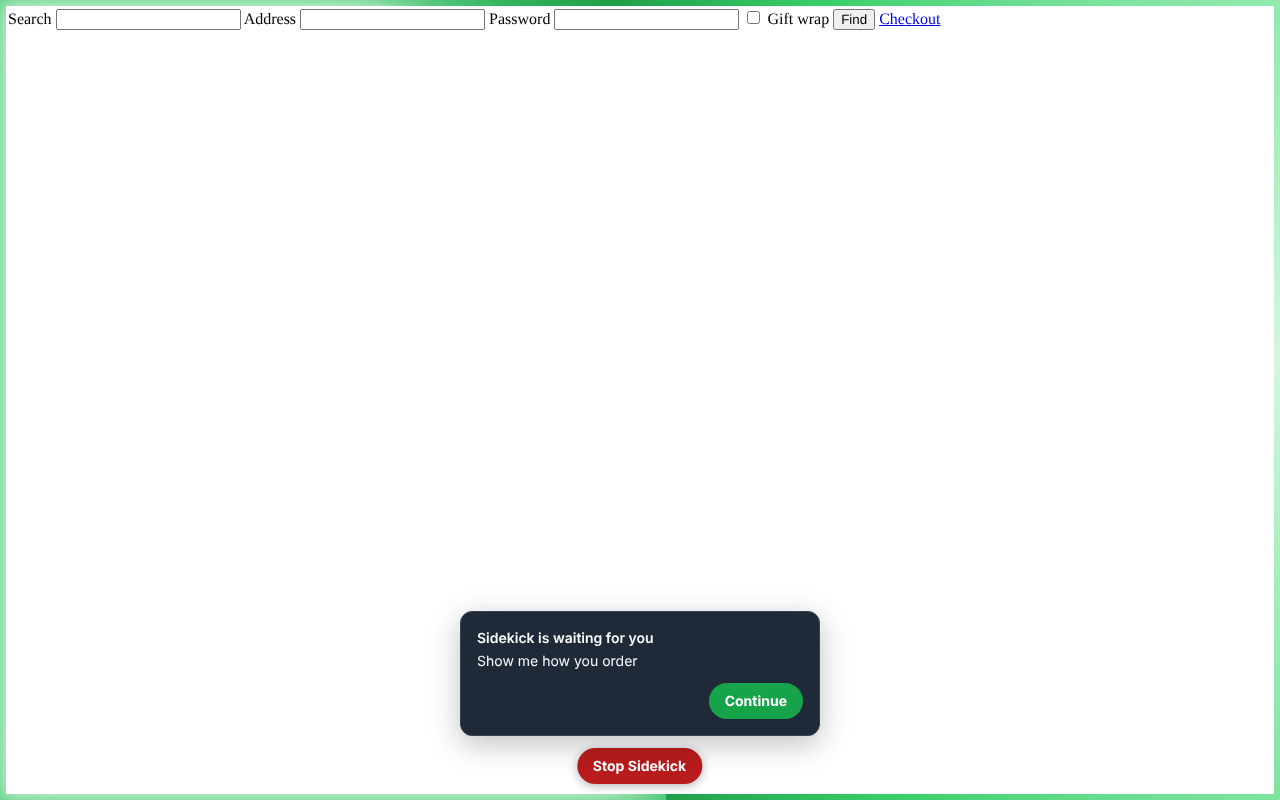 Search Address Password Gift wrap Find Checkout
Sidekick is waiting for you
Show me how you order
Continue
Stop Sidekick